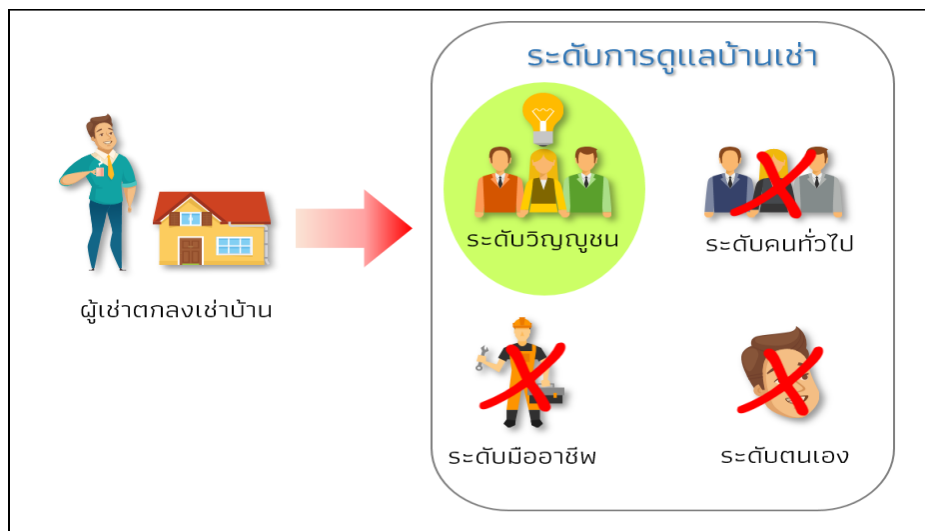 ระดับการดูแลบ้านเช่า
ระดับวิญญูชน
ระดับคนทั่วไป
ผู้เช่าตกลงเช่าบ้าน
ระดับมืออาชีพ
ระดับตนเอง